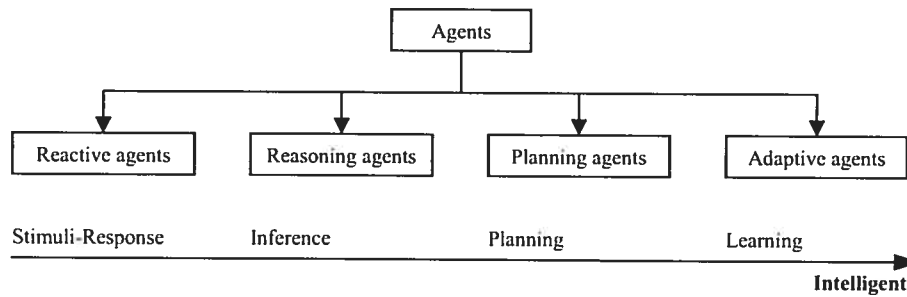 Agents
Reactive agents
Reasoning agents
Planning agents
Adaptive agents
Stimuli-Response
Inference
Planning
Learning
Intelligent